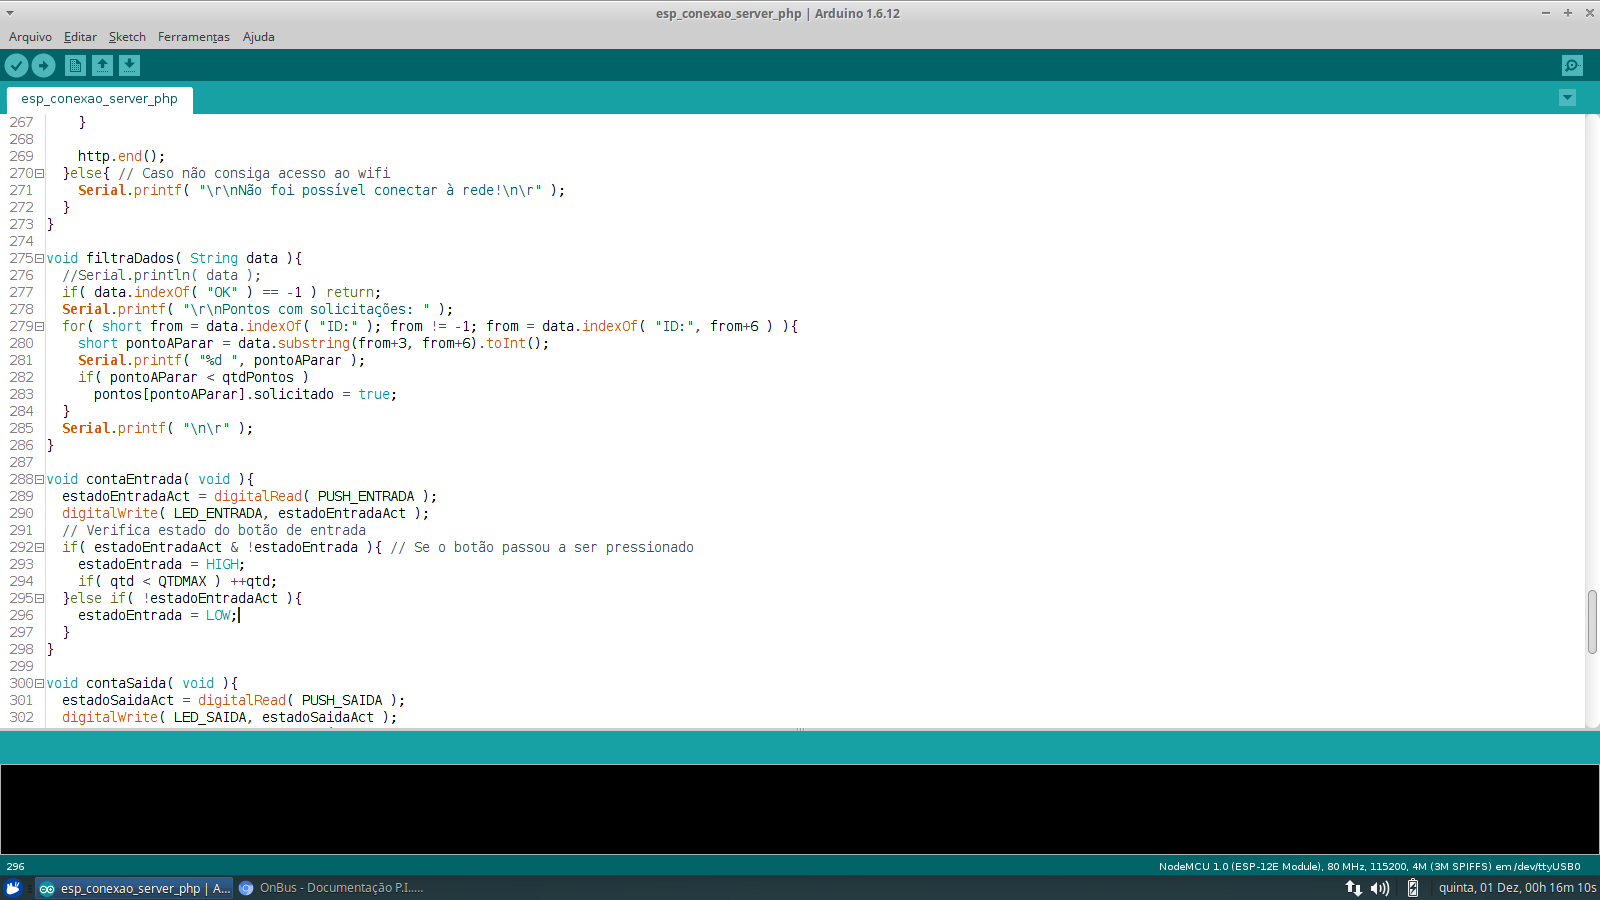 esp_conexao_server_php | Arduino 1.6.12
Arquivo Editar Sketch Ferramentas Ajuda
esp_conexao_server_php
267     }
268
269     http.end();
270   }else{ // Caso não consiga acesso ao wifi
271     Serial.printf( "\r\nNão foi possível conectar à rede!\n\r" );
272   }
273 }
274
275 void filtraDados( String data ){
276   //Serial.println( data );
277   if( data.indexOf( "OK" ) == -1 ) return;
278   Serial.printf( "\r\nPontos com solicitações: " );
279   for( short from = data.indexOf( "ID:" ); from != -1; from = data.indexOf( "ID:", from+6 ) ){
280     short pontoAParar = data.substring(from+3, from+6).toInt();
281     Serial.printf( "%d ", pontoAParar );
282     if( pontoAParar < qtdPontos )
283       pontos[pontoAParar].solicitado = true;
284   }
285   Serial.printf( "\n\r" );
286 }
287
288 void contaEntrada( void ){
289   estadoEntradaAct = digitalRead( PUSH_ENTRADA );
290   digitalWrite( LED_ENTRADA, estadoEntradaAct );
291   // Verifica estado do botão de entrada
292   if( estadoEntradaAct & !estadoEntrada ){ // Se o botão passou a ser pressionado
293     estadoEntrada = HIGH;
294     if( qtd < QTDMAX ) ++qtd;
295   }else if( !estadoEntradaAct ){
296     estadoEntrada = LOW;
297   }
298 }
299
300 void contaSaida( void ){
301   estadoSaidaAct = digitalRead( PUSH_SAIDA );
302   digitalWrite( LED_SAIDA, estadoSaidaAct );
296 NodeMCU 1.0 (ESP-12E Module), 80 MHz, 115200, 4M (3M SPIFFS) em /dev/ttyUSB0
esp_conexao_server_php | A... OnBus - Documentação P.I..... quinta, 01 Dez, 00h 16m 10s